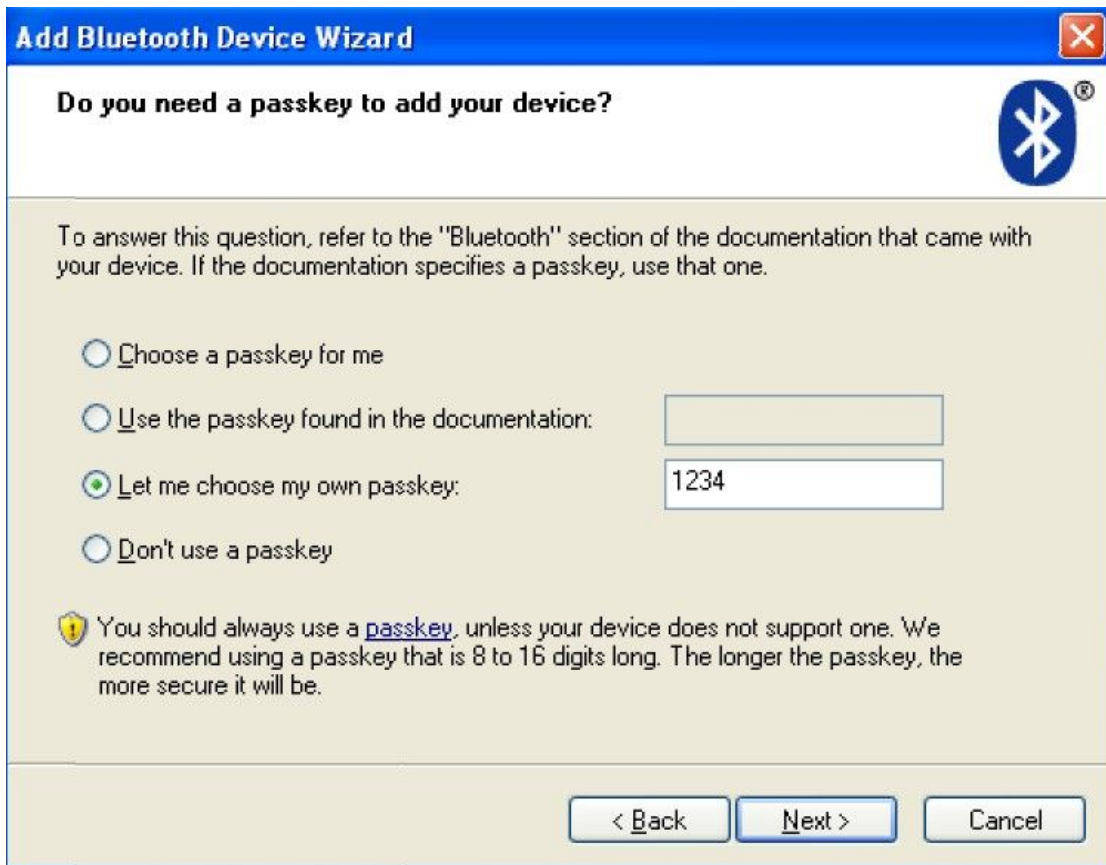 Add Bluetooth Device Wizard
Do you need a passkey to add your device?
®
To answer this question, refer to the "Bluetooth" section of the documentation that came with
your device. If the documentation specifies a passkey, use that one.
Choose a passkey for me
Use the passkey found in the documentation:
Let me choose my own passkey:
1234
Don't use a passkey
You should always use a passkey, unless your device does not support one. We
recommend using a passkey that is 8 to 16 digits long. The longer the passkey, the
more secure it will be.
< Back
Next >
Cancel